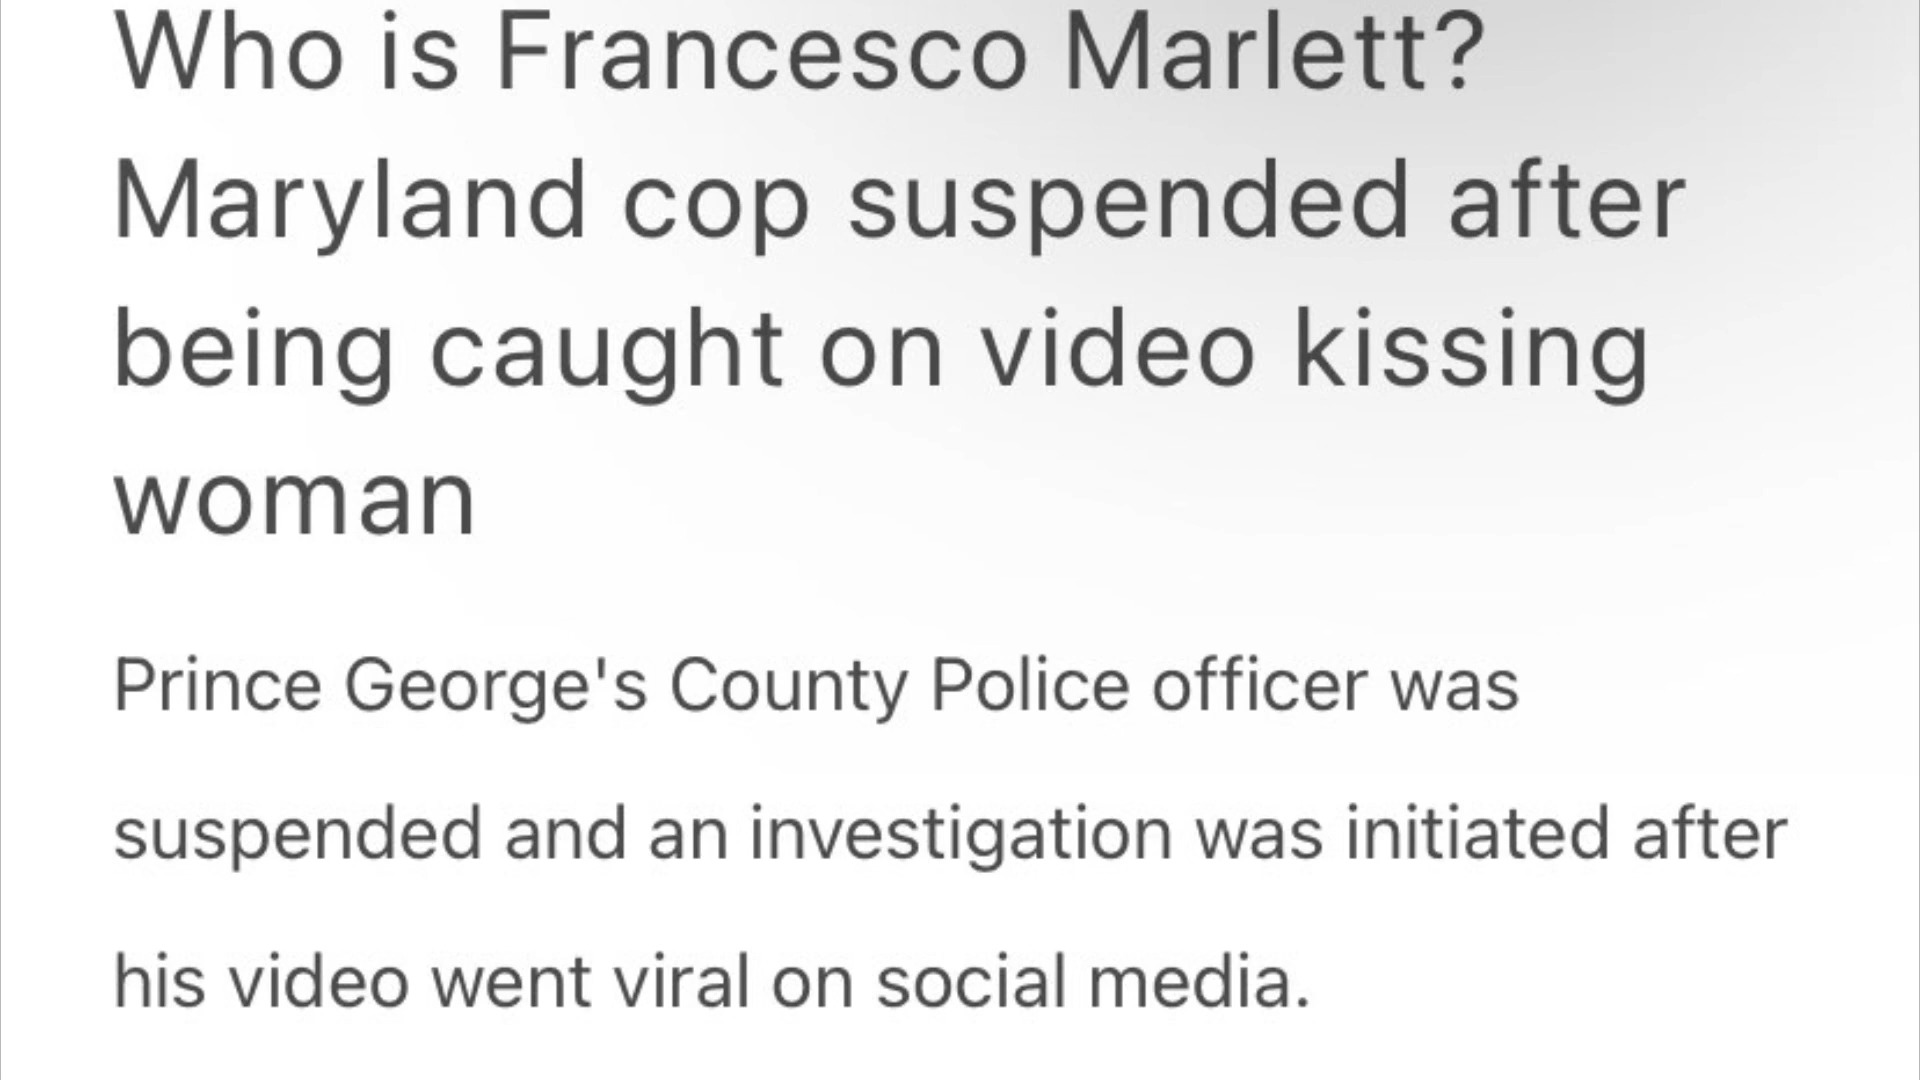 Who is Francesco Marlett?
Maryland cop suspended after
being caught on video kissing
woman
Prince George's County Police officer was
suspended and an investigation was initiated after
his video went viral on social media.